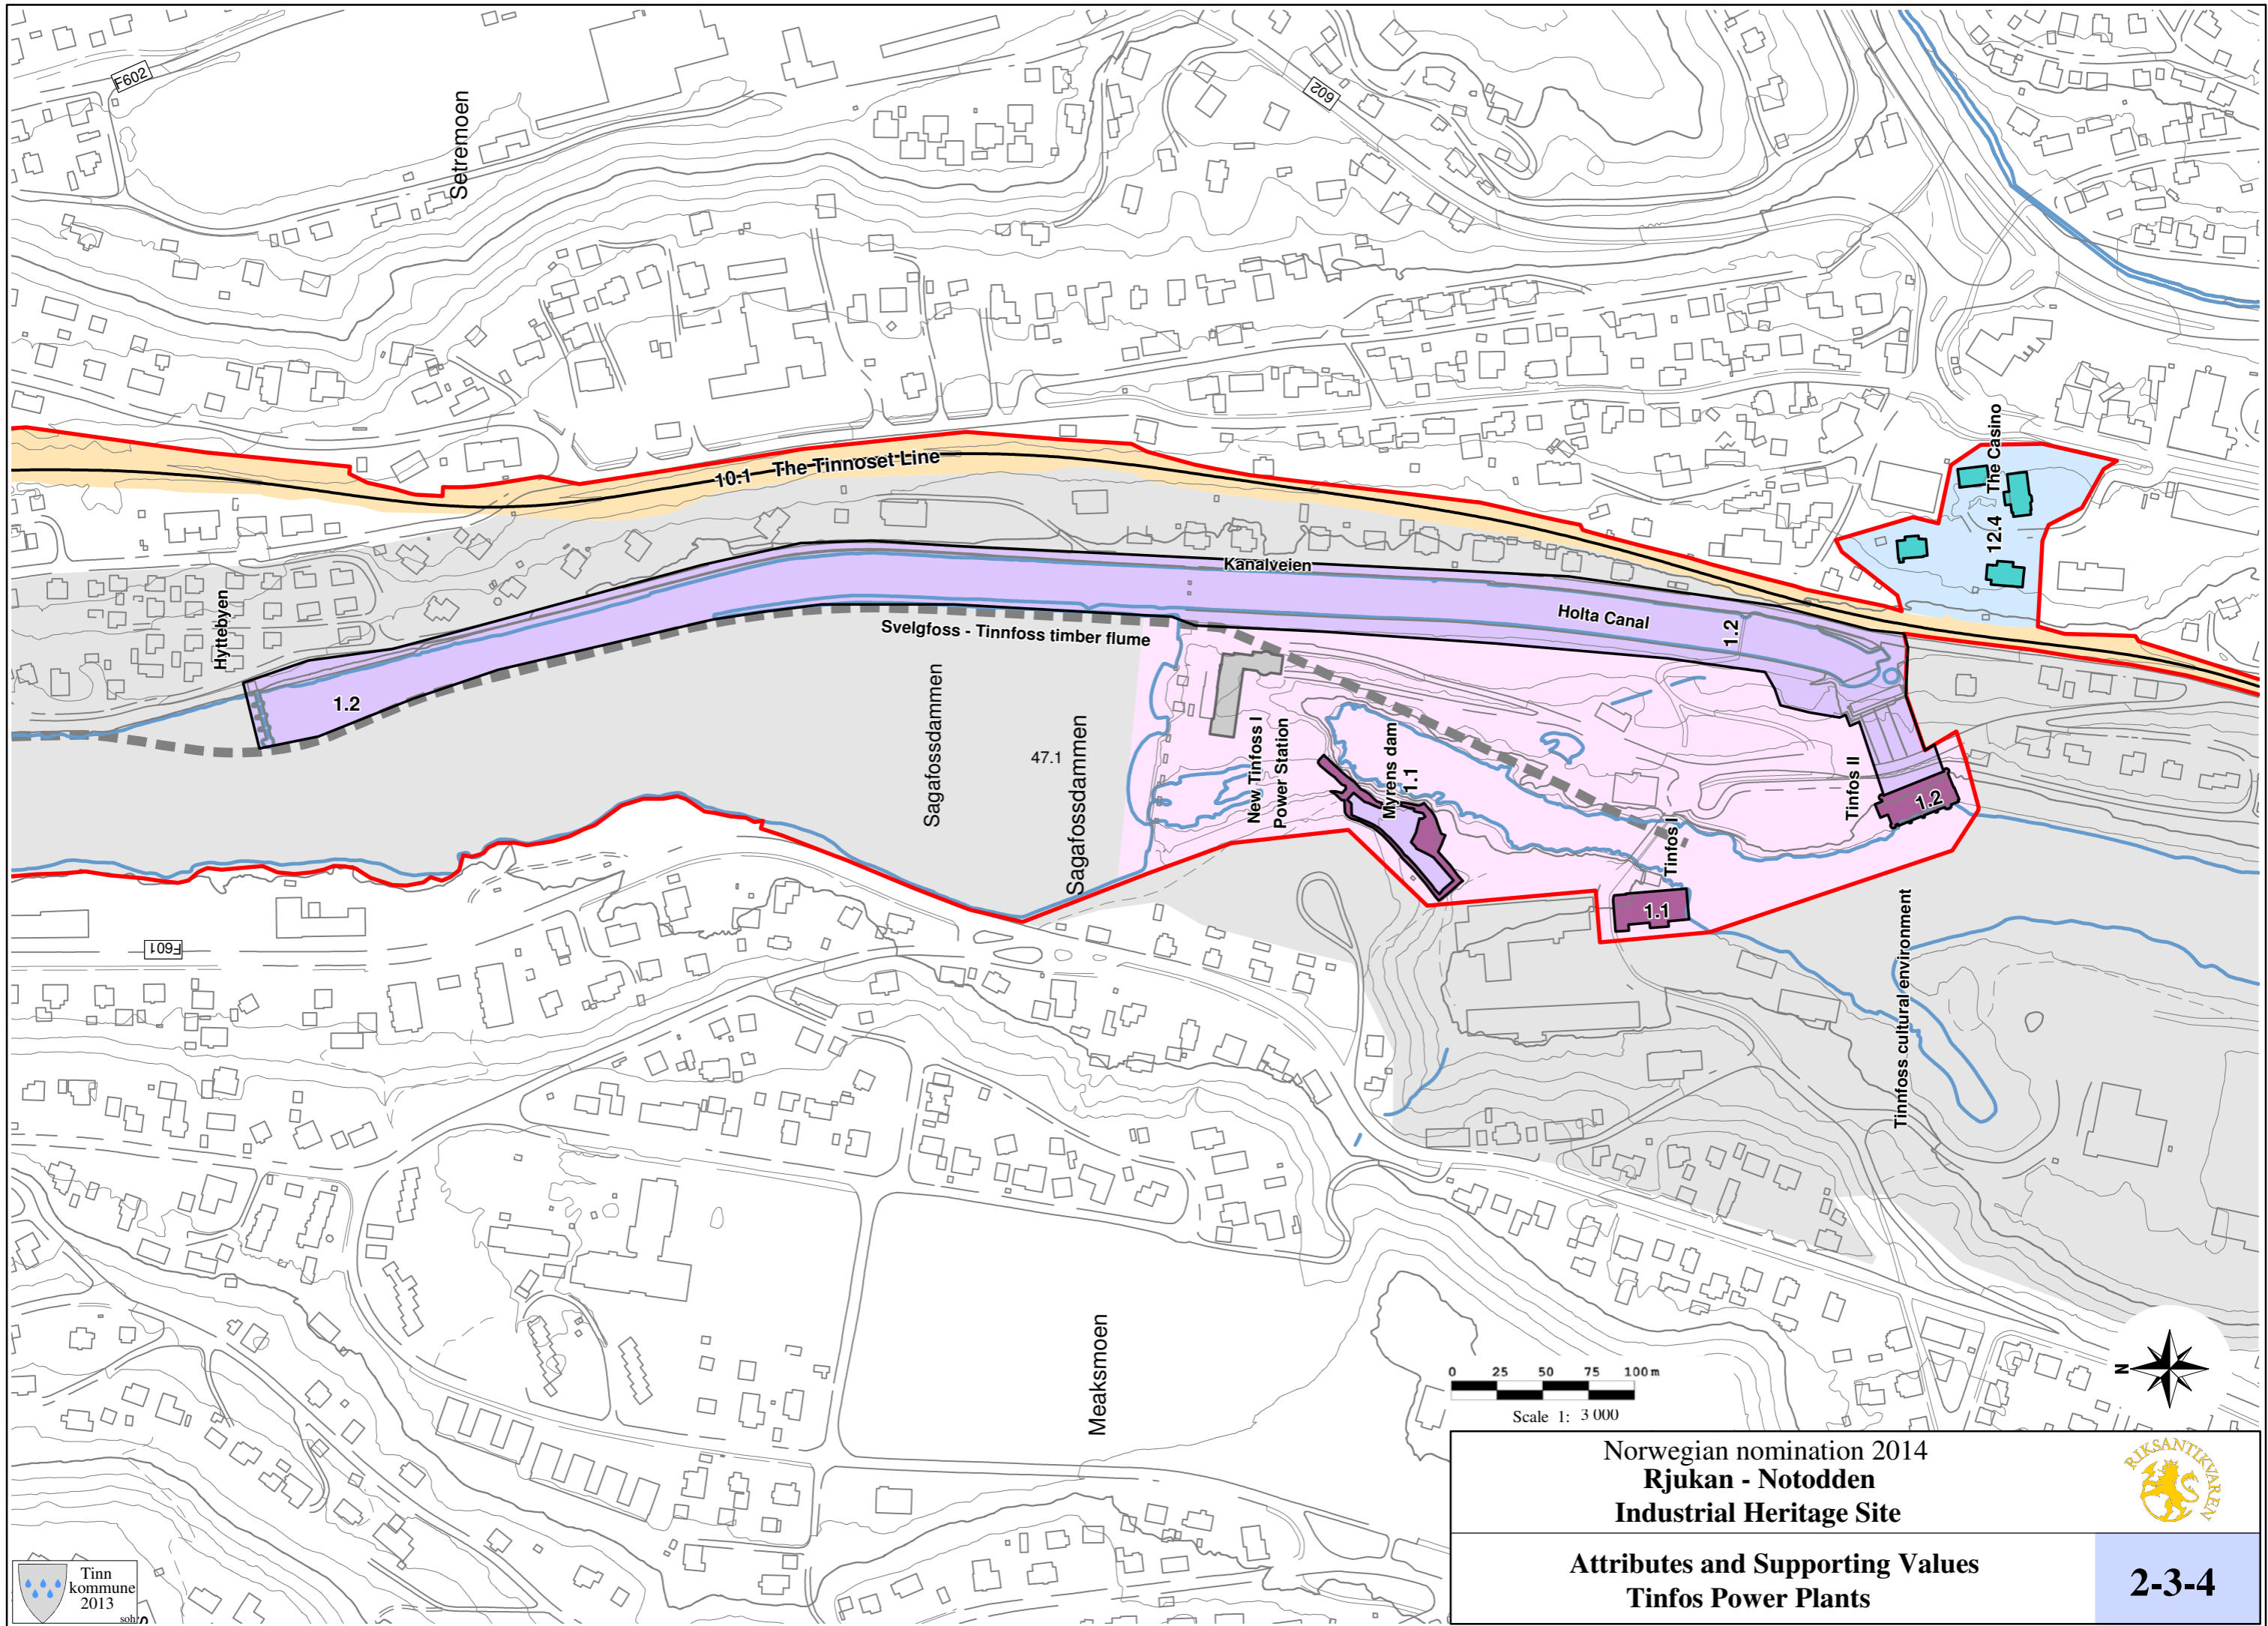 F602
Setremoen
602
10.1 The Tinnoset Line
The Casino
12.4
Kanalveien
Holta Canal
1.2
Hyttebyen
1.2
Svelgfoss - Tinnfoss timber flume
Sagafossdammen
47.1
Sagafossdammen
New Tinfoss I
Power Station
Myrens dam
1.1
Tinfos I
1.1
Tinfos II
1.2
Tinnfoss cultural environment
F601
Meaksmoen
N
0 25 50 75 100 m
Scale 1: 3 000
Norwegian nomination 2014
Rjukan - Notodden
Industrial Heritage Site
RIKSANTIKVAREN
Attributes and Supporting Values
Tinfos Power Plants
2-3-4
Tinn
kommune
2013